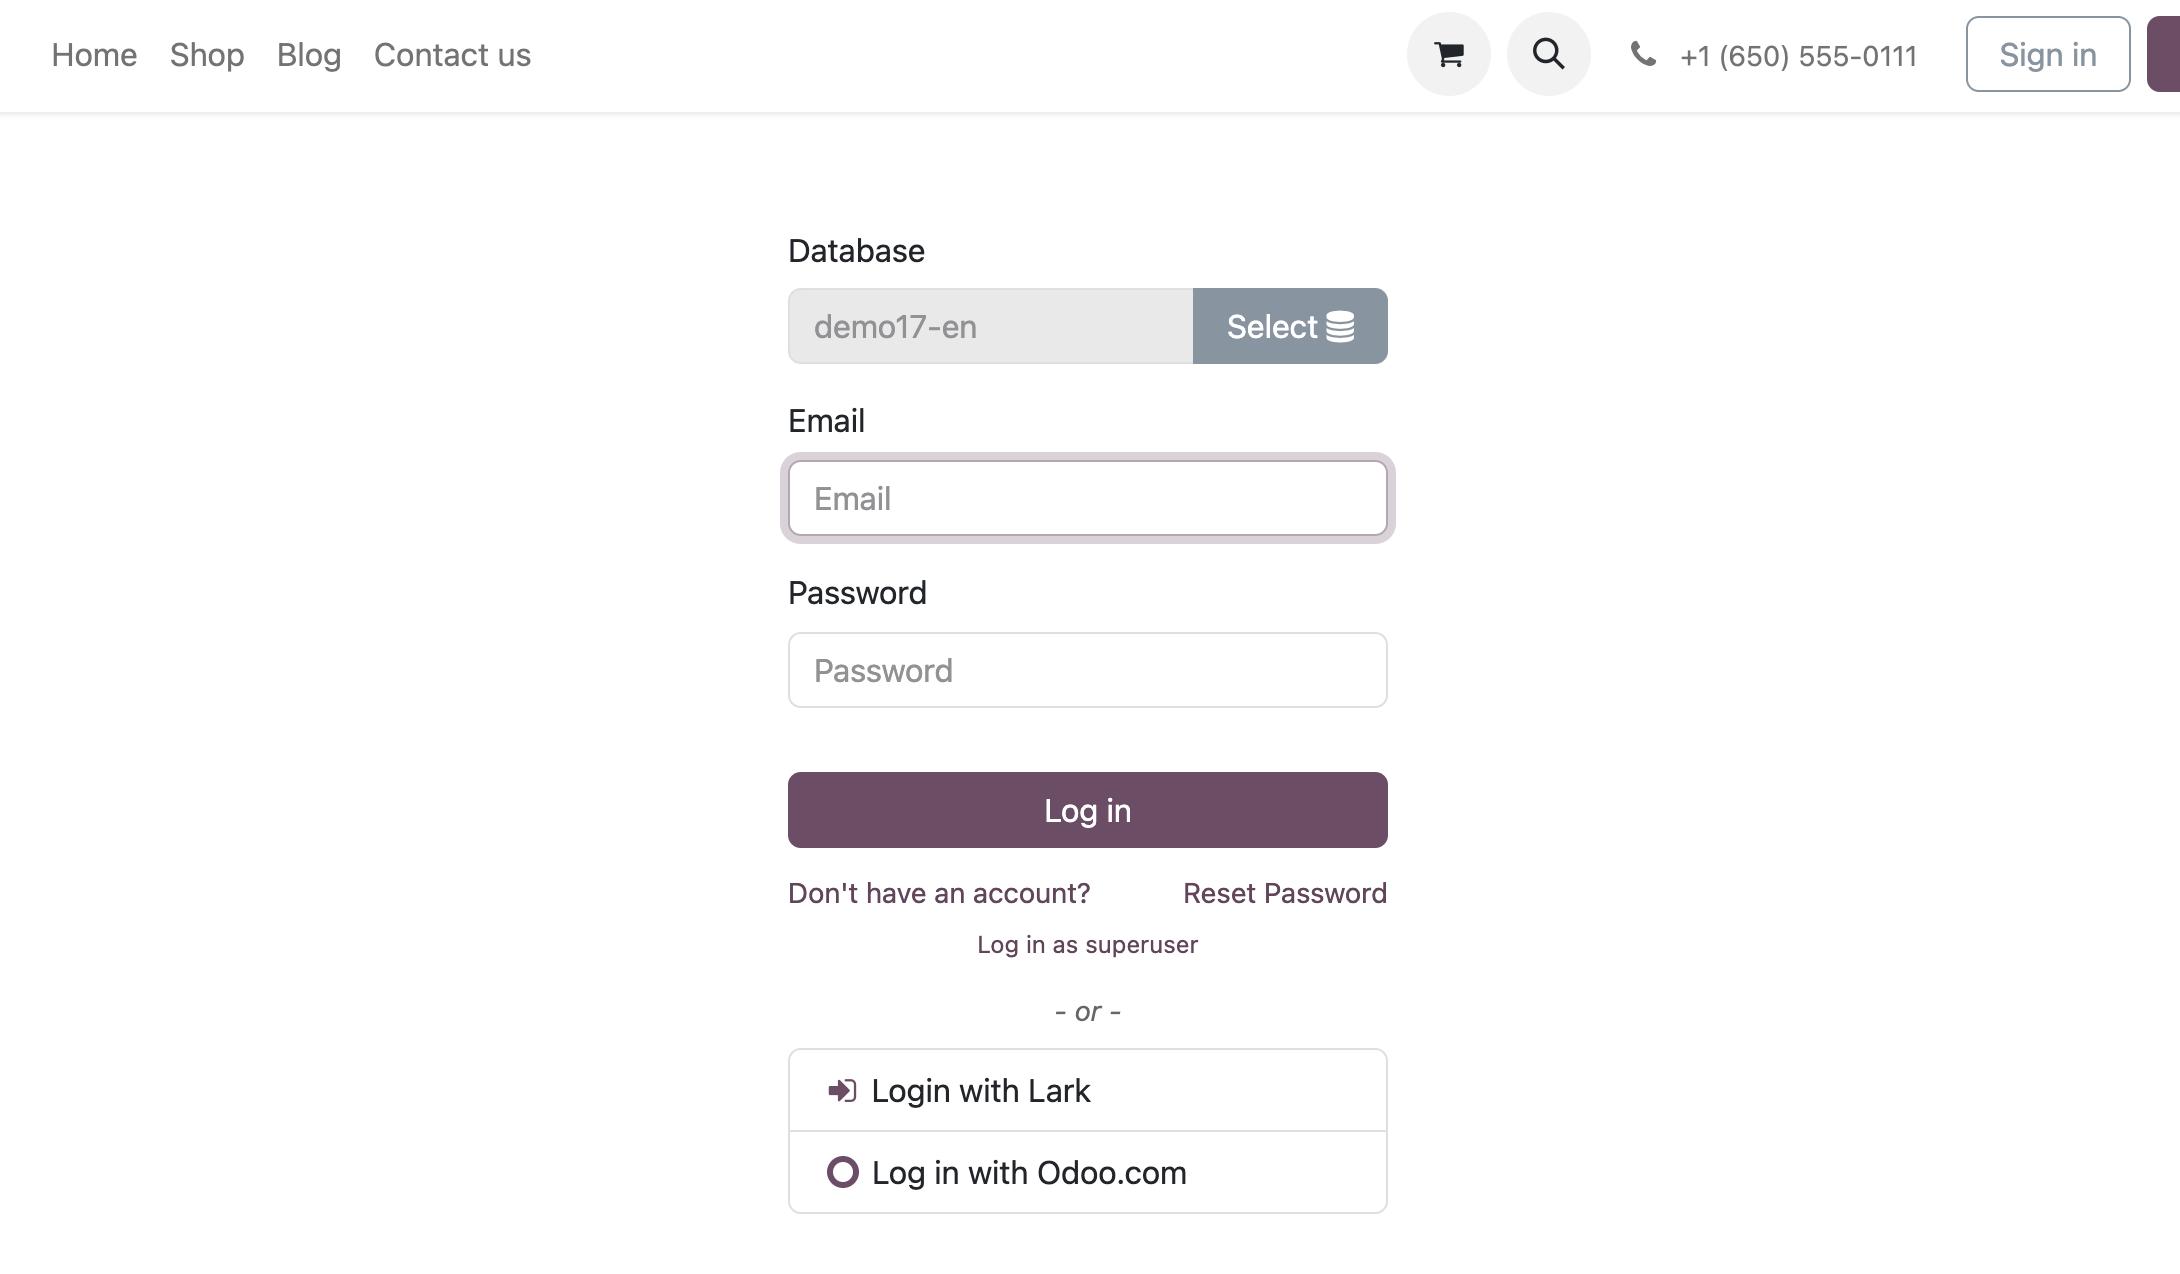 Home Shop Blog Contact us +1 (650) 555-0111 Sign in
Database
demo17-en Select
Email
Email
Password
Password
Log in
Don't have an account? Reset Password
Log in as superuser
- or -
Login with Lark
Log in with Odoo.com